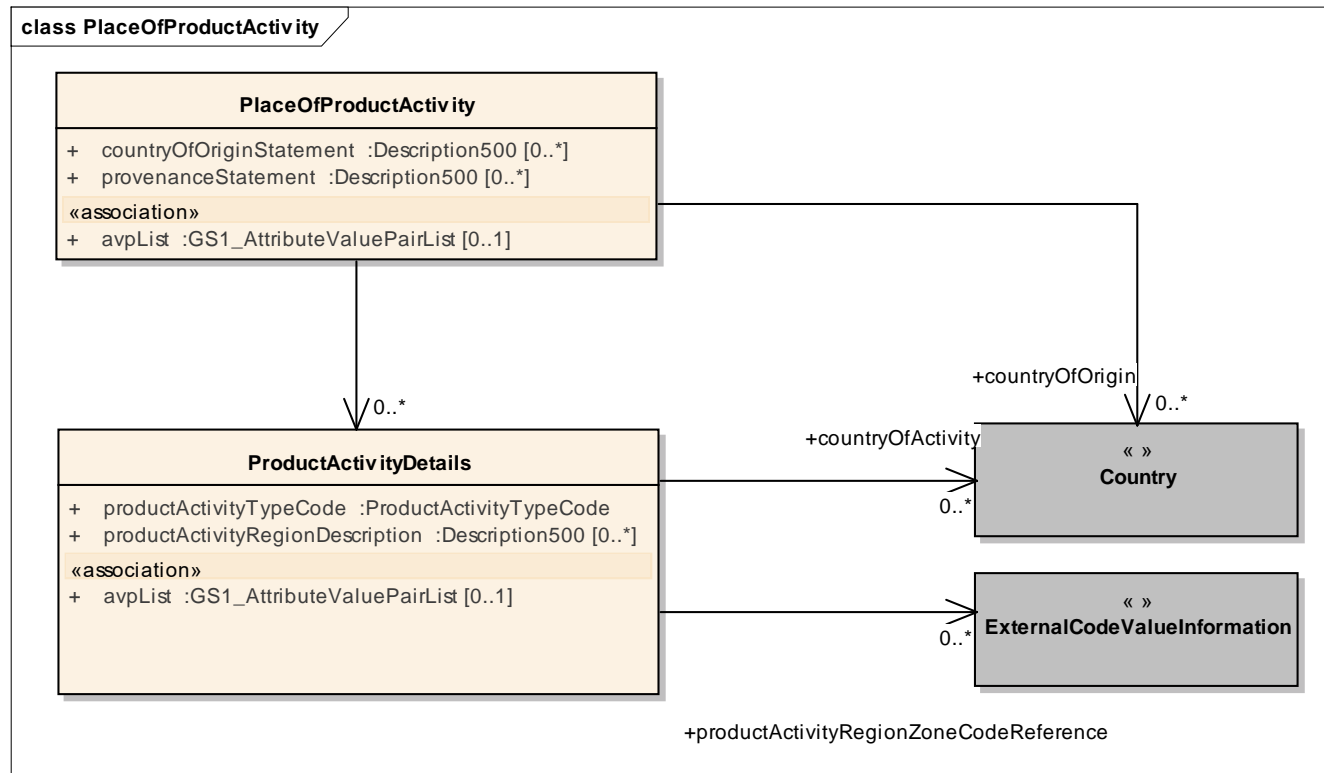 class PlaceOfProductActivity
PlaceOfProductActivity
+ countryOfOriginStatement :Description500 [0..*]
+ provenanceStatement :Description500 [0..*]
«association»
+ avpList :GS1_AttributeValuePairList [0..1]
+countryOfOrigin
0..*
0..*
+countryOfActivity
ProductActivityDetails
+ productActivityTypeCode :ProductActivityTypeCode
+ productActivityRegionDescription :Description500 [0..*]
«association»
+ avpList :GS1_AttributeValuePairList [0..1]
« »
Country
0..*
« »
ExternalCodeValueInformation
0..*
+productActivityRegionZoneCodeReference